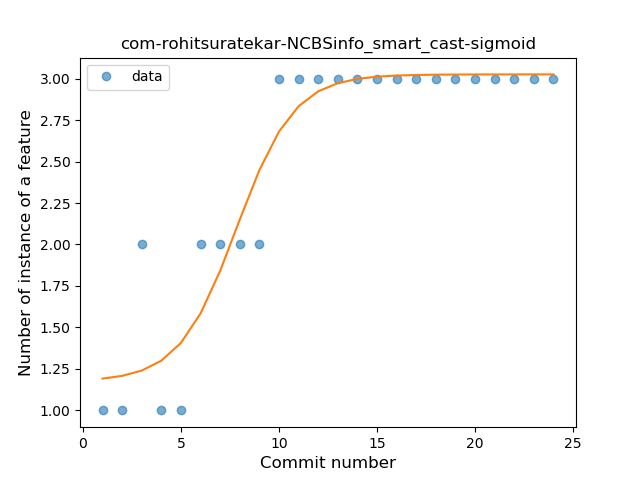 com-rohitsuratekar-NCBSinfo_smart_cast-sigmoid
data
Number of instance of a feature
3.00
2.75
2.50
2.25
2.00
1.75
1.50
1.25
1.00
0 5 10 15 20 25
Commit number